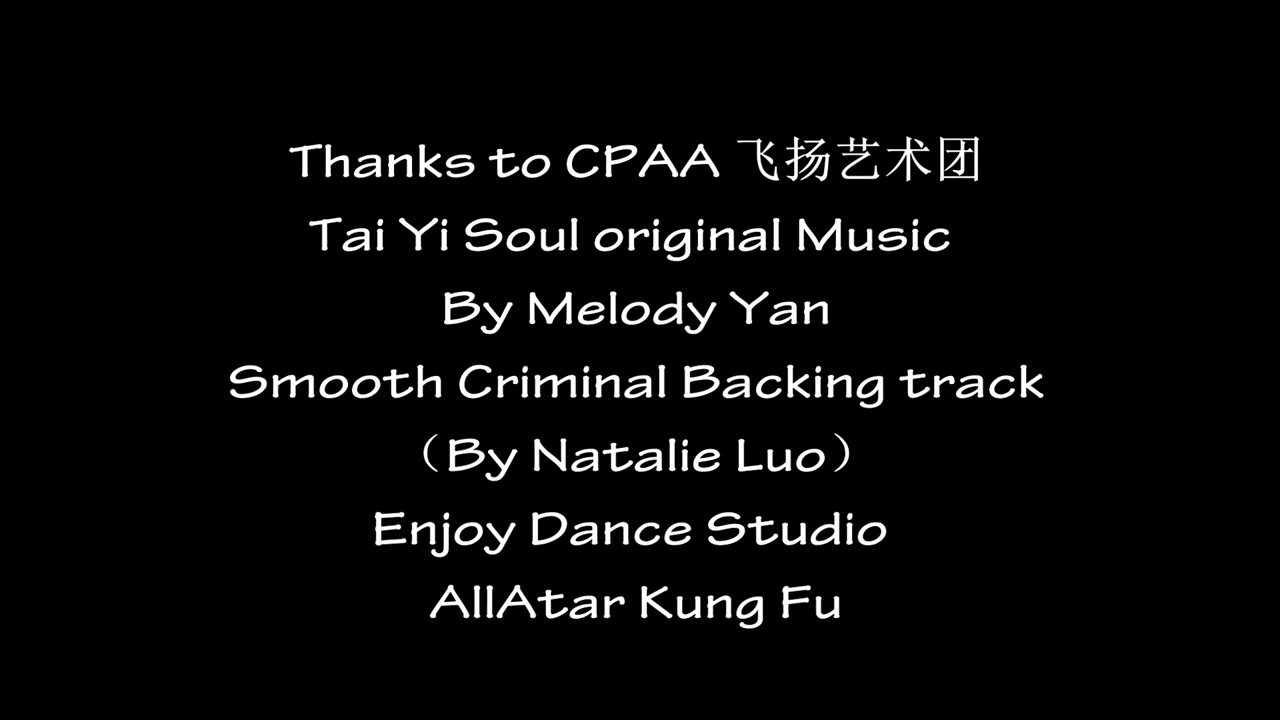 Thanks to CPAA 飞扬艺术团
Tai Yi Soul original Music
By Melody Yan
Smooth Criminal Backing track
（By Natalie Luo）
Enjoy Dance Studio
AllAtar Kung Fu